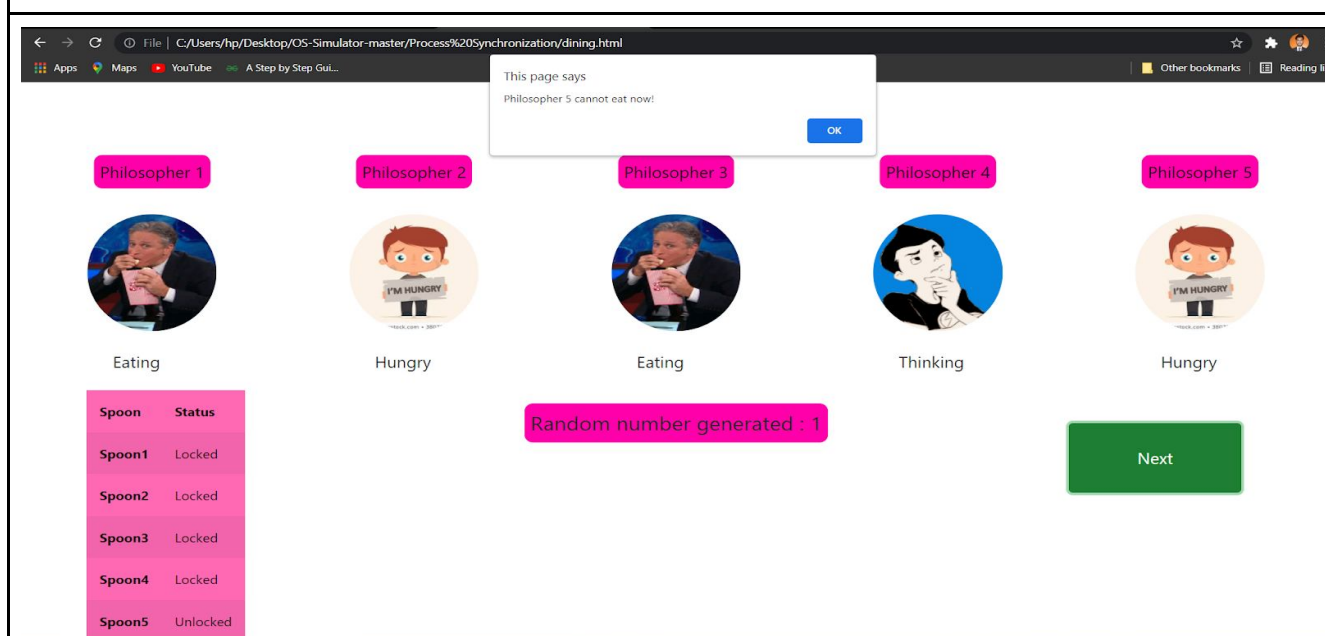 File | C:/Users/hp/Desktop/OS-Simulator-master/Process%20Synchronization/dining.html
Apps Maps YouTube A Step by Step Gui... Other bookmarks Reading li
This page says
Philosopher 5 cannot eat now!
OK
Philosopher 1 Philosopher 2 Philosopher 3 Philosopher 4 Philosopher 5
I'M HUNGRY I'M HUNGRY
Eating Hungry Eating Thinking Hungry
Spoon Status
Random number generated : 1
Spoon1 Locked
Next
Spoon2 Locked
Spoon3 Locked
Spoon4 Locked
Spoon5 Unlocked